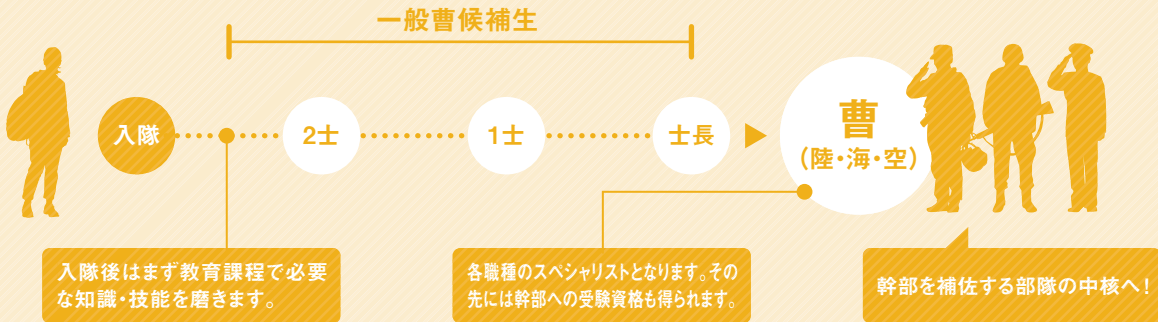 一般曹候補生
入隊
2士
1士
士長
曹
(陸・海・空)
入隊後はまず教育課程で必要
な知識・技能を磨きます。
各職種のスペシャリストとなります。その
先には幹部への受験資格も得られます。
幹部を補佐する部隊の中核へ!